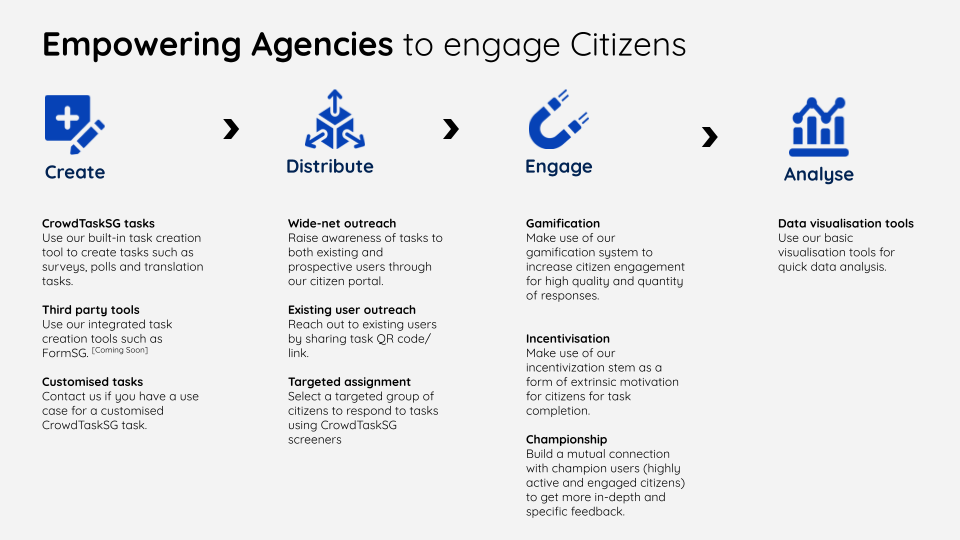 Empowering Agencies to engage Citizens
Create
Distribute
Engage
Analyse
CrowdTaskSG tasks
Use our built-in task creation
tool to create tasks such as
surveys, polls and translation
tasks.
Third party tools
Use our integrated task
creation tools such as
FormSG. [Coming Soon]
Customised tasks
Contact us if you have a use
case for a customised
CrowdTaskSG task.
Wide-net outreach
Raise awareness of tasks to
both existing and
prospective users through
our citizen portal.
Existing user outreach
Reach out to existing users
by sharing task QR code/
link.
Targeted assignment
Select a targeted group of
citizens to respond to tasks
using CrowdTaskSG
screeners
Gamification
Make use of our
gamification system to
increase citizen engagement
for high quality and quantity
of responses.
Incentivisation
Make use of our
incentivization stem as a
form of extrinsic motivation
for citizens for task
completion.
Championship
Build a mutual connection
with champion users (highly
active and engaged citizens)
to get more in-depth and
specific feedback.
Data visualisation tools
Use our basic
visualisation tools for
quick data analysis.